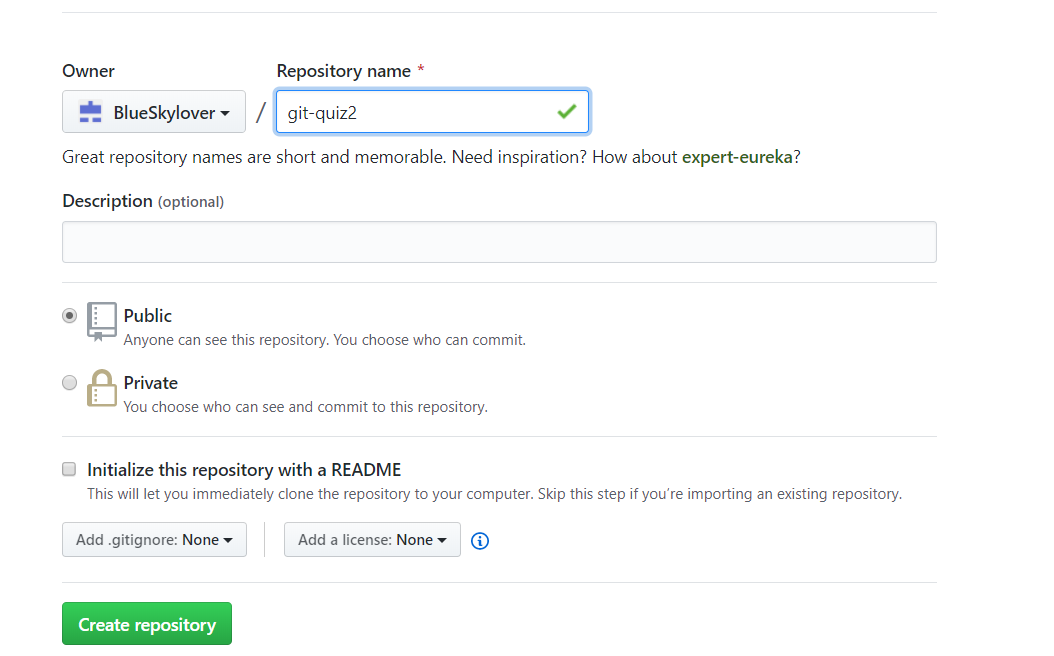 Owner
Repository name *
BlueSkylover
/
git-quiz2
Great repository names are short and memorable. Need inspiration? How about expert-eureka?
Description (optional)
Public
Anyone can see this repository. You choose who can commit.
Private
You choose who can see and commit to this repository.
Initialize this repository with a README
This will let you immediately clone the repository to your computer. Skip this step if you’re importing an existing repository.
Add .gitignore: None
Add a license: None
Create repository